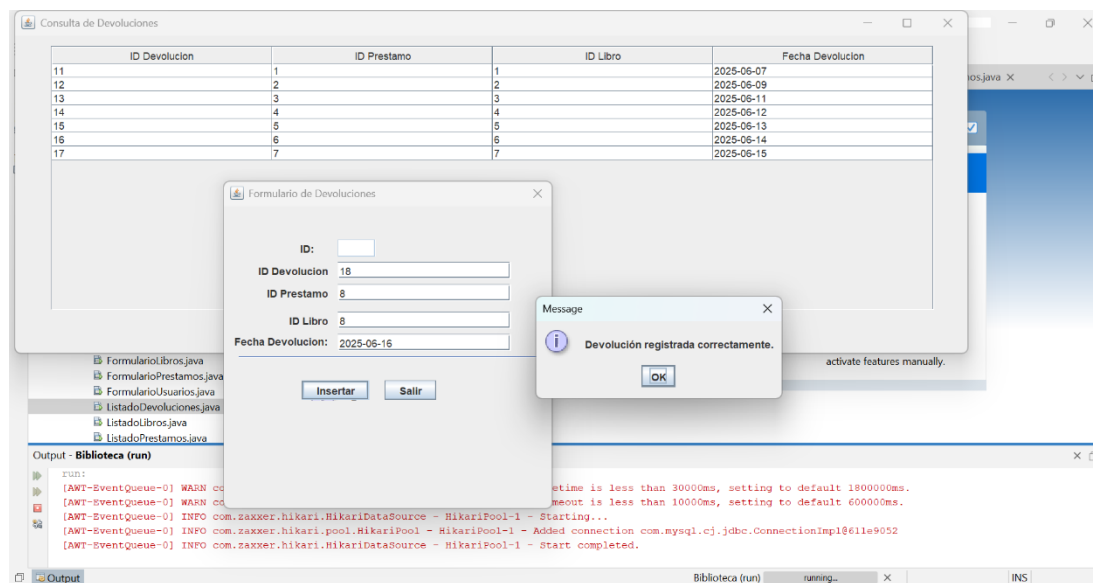 Consulta de Devoluciones
ID Devolucion ID Prestamo ID Libro Fecha Devolucion
11 1 1 2025-06-07
12 2 2 2025-06-09
13 3 3 2025-06-11
14 4 4 2025-06-12
15 5 5 2025-06-13
16 6 6 2025-06-14
17 7 7 2025-06-15
os.java
Formulario de Devoluciones
ID:
ID Devolucion 18
ID Prestamo 8
ID Libro 8
Fecha Devolucion: 2025-06-16
Insertar Salir
Message
Devolución registrada correctamente.
OK
activate features manually.
FormularioLibros.java
FormularioPrestamos.java
FormularioUsuarios.java
ListadoDevoluciones.java
ListadoLibros.java
ListadoPrestamos.java
Output - Biblioteca (run)
run:
[AWT-EventQueue-0] WARN co etime is less than 30000ms, setting to default 1800000ms.
[AWT-EventQueue-0] WARN co meout is less than 10000ms, setting to default 600000ms.
[AWT-EventQueue-0] INFO com.zaxxer.hikari.HikariDataSource - HikariPool-1 - Starting...
[AWT-EventQueue-0] INFO com.zaxxer.hikari.pool.HikariPool - HikariPool-1 - Added connection com.mysql.cj.jdbc.ConnectionImpl@611e9052
[AWT-EventQueue-0] INFO com.zaxxer.hikari.HikariDataSource - HikariPool-1 - Start completed.
Output Biblioteca (run) running... INS